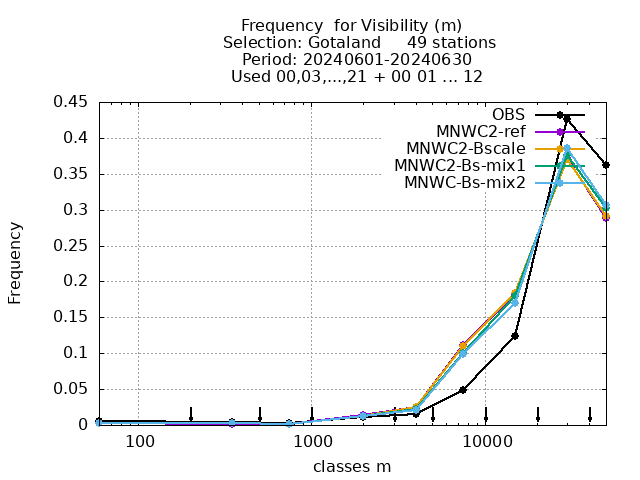 Frequency  for Visibility (m)
Selection: Gotaland     49 stations
Period: 20240601-20240630
Used 00,03,...,21 + 00 01 ... 12
0.45
0.4
0.35
0.3
0.25
0.2
0.15
0.1
0.05
0
Frequency
OBS
MNWC2-ref
MNWC2-Bscale
MNWC2-Bs-mix1
MNWC-Bs-mix2
100 1000 10000
classes m